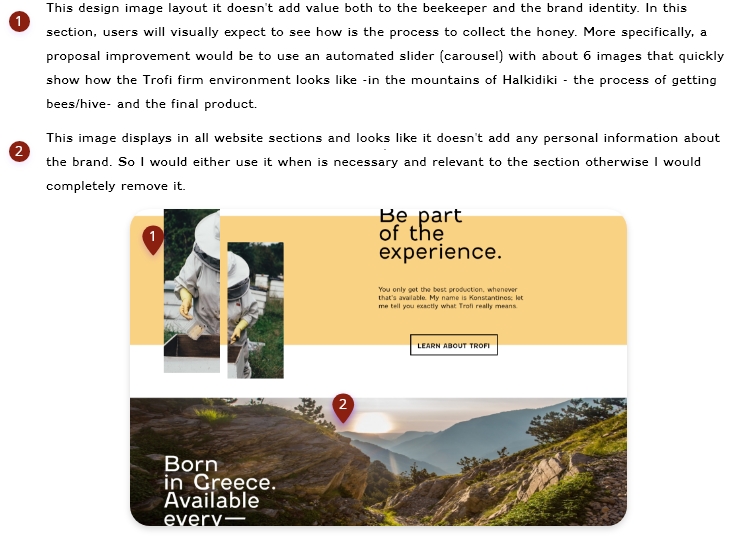 1
This design image layout it doesn't add value both to the beekeeper and the brand identity. In this
section, users will visually expect to see how is the process to collect the honey. More specifically, a
proposal improvement would be to use an automated slider (carousel) with about 6 images that quickly
show how the Trofi firm environment looks like -in the mountains of Halkidiki - the process of getting
bees/hive- and the final product.
2
This image displays in all website sections and looks like it doesn't add any personal information about
the brand. So I would either use it when is necessary and relevant to the section otherwise I would
completely remove it.
1
Be part
of the
experience.
You only get the best production, whenever
that's available. My name is Konstantinos; let
me tell you exactly what Trofi really means.
LEARN ABOUT TROFI
2
Born
in Greece.
Available
every—